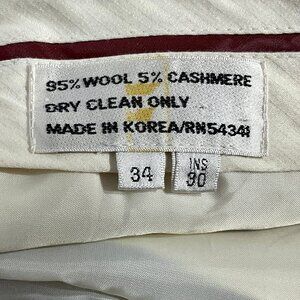 95% WOOL 5% CASHMERE
DRY CLEAN ONLY
MADE IN KOREA/RN54341
34
INS
30